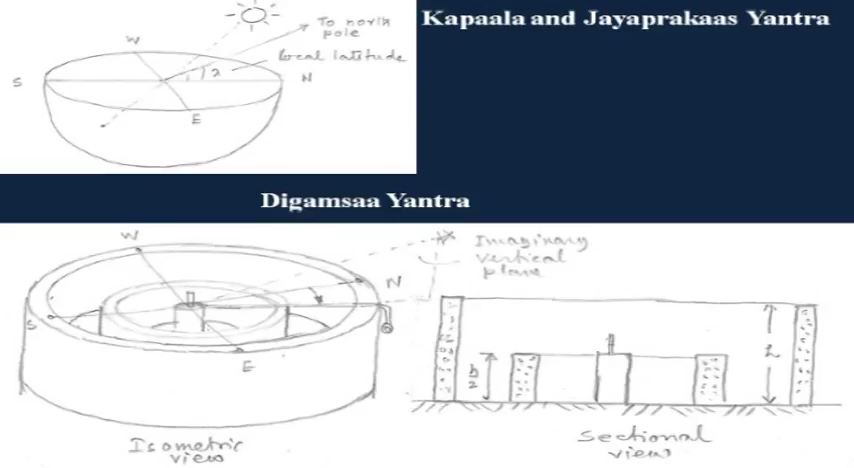 Kapaala and Jayaprakaas Yantra
To north
pole
local latitude
W
λ
S
N
E
Digamsaa Yantra
W
Imaginary
vertical
plane
N
S
E
h/2
h
Isometric
view
Sectional
view